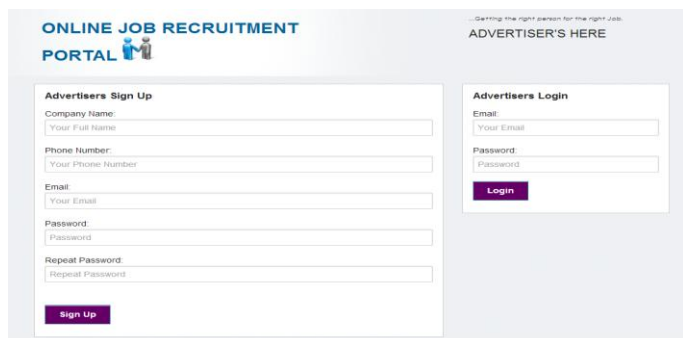 ONLINE JOB RECRUITMENT
PORTAL
...Getting the right person for the right Job.
ADVERTISER'S HERE
Advertisers Sign Up
Company Name:
Your Full Name
Phone Number:
Your Phone Number
Email:
Your Email
Password:
Password
Repeat Password:
Repeat Password
Sign Up
Advertisers Login
Email:
Your Email
Password:
Password
Login